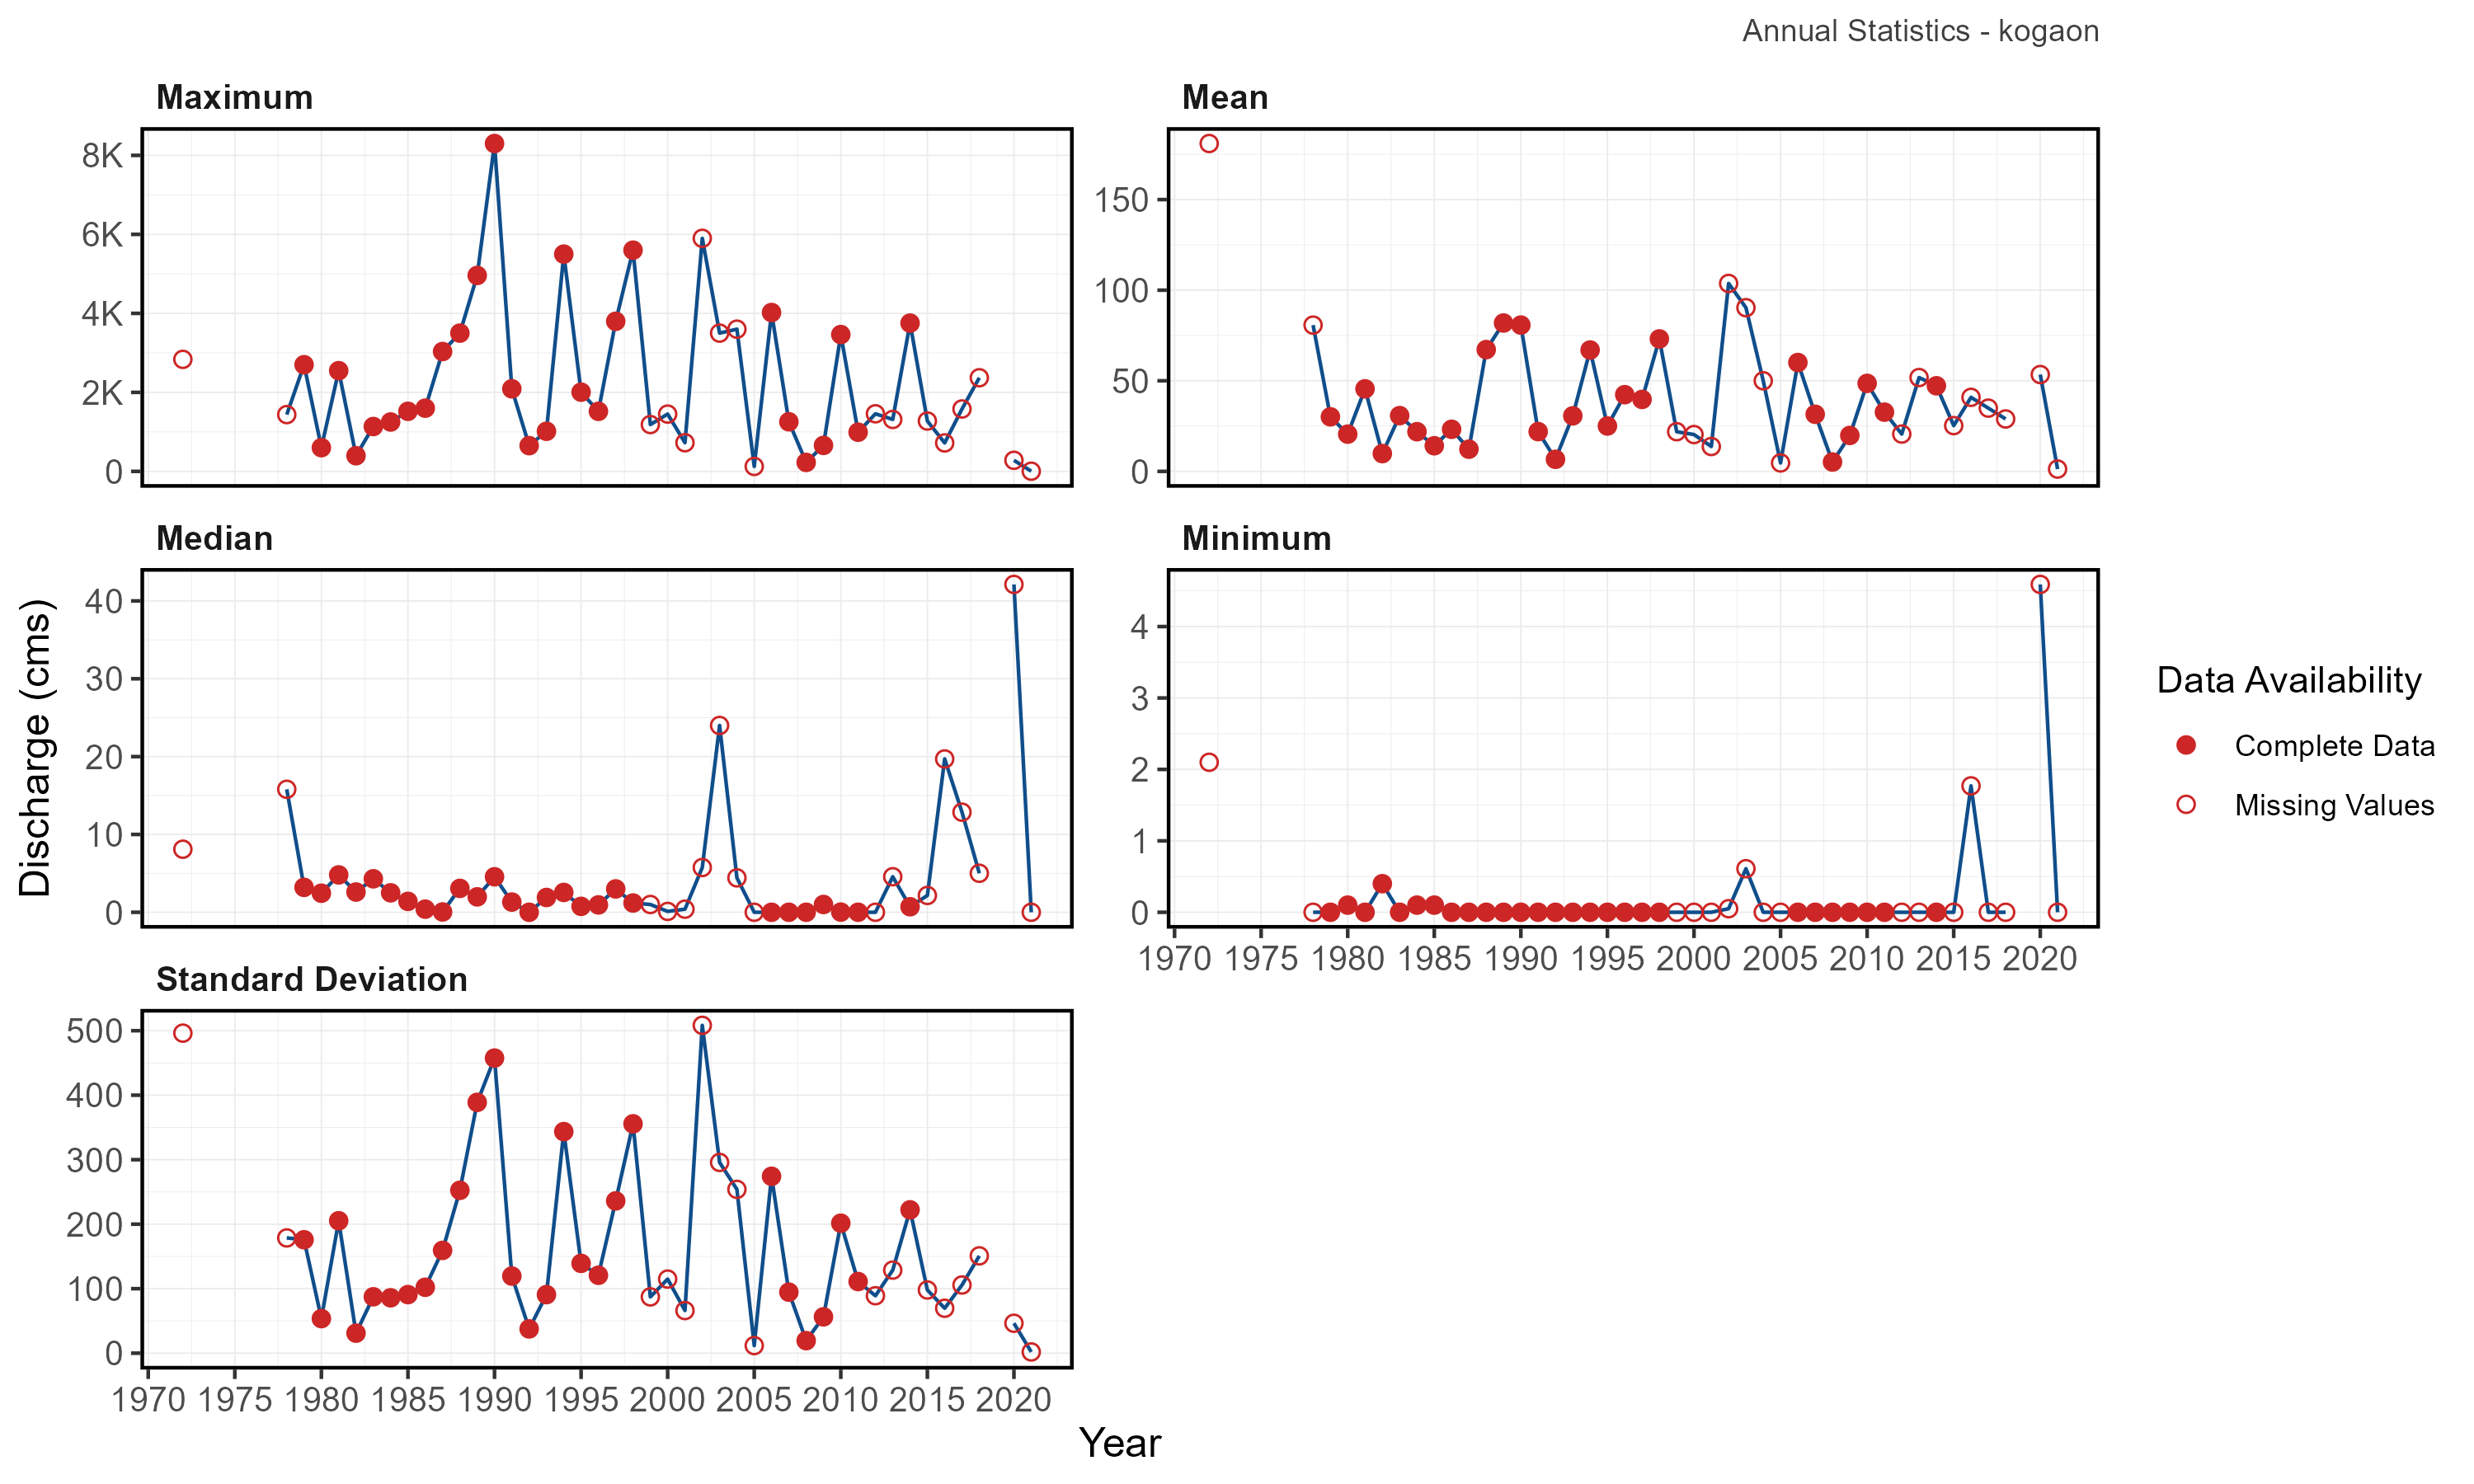 Annual Statistics - kogaon
Maximum
8K
6K
4K
2K
0
Mean
150
100
50
0
Median
40
30
20
10
0
Minimum
4
3
2
1
0
1970 1975 1980 1985 1990 1995 2000 2005 2010 2015 2020
Standard Deviation
500
400
300
200
100
0
1970 1975 1980 1985 1990 1995 2000 2005 2010 2015 2020
Year
Discharge (cms)
Data Availability
Complete Data
Missing Values